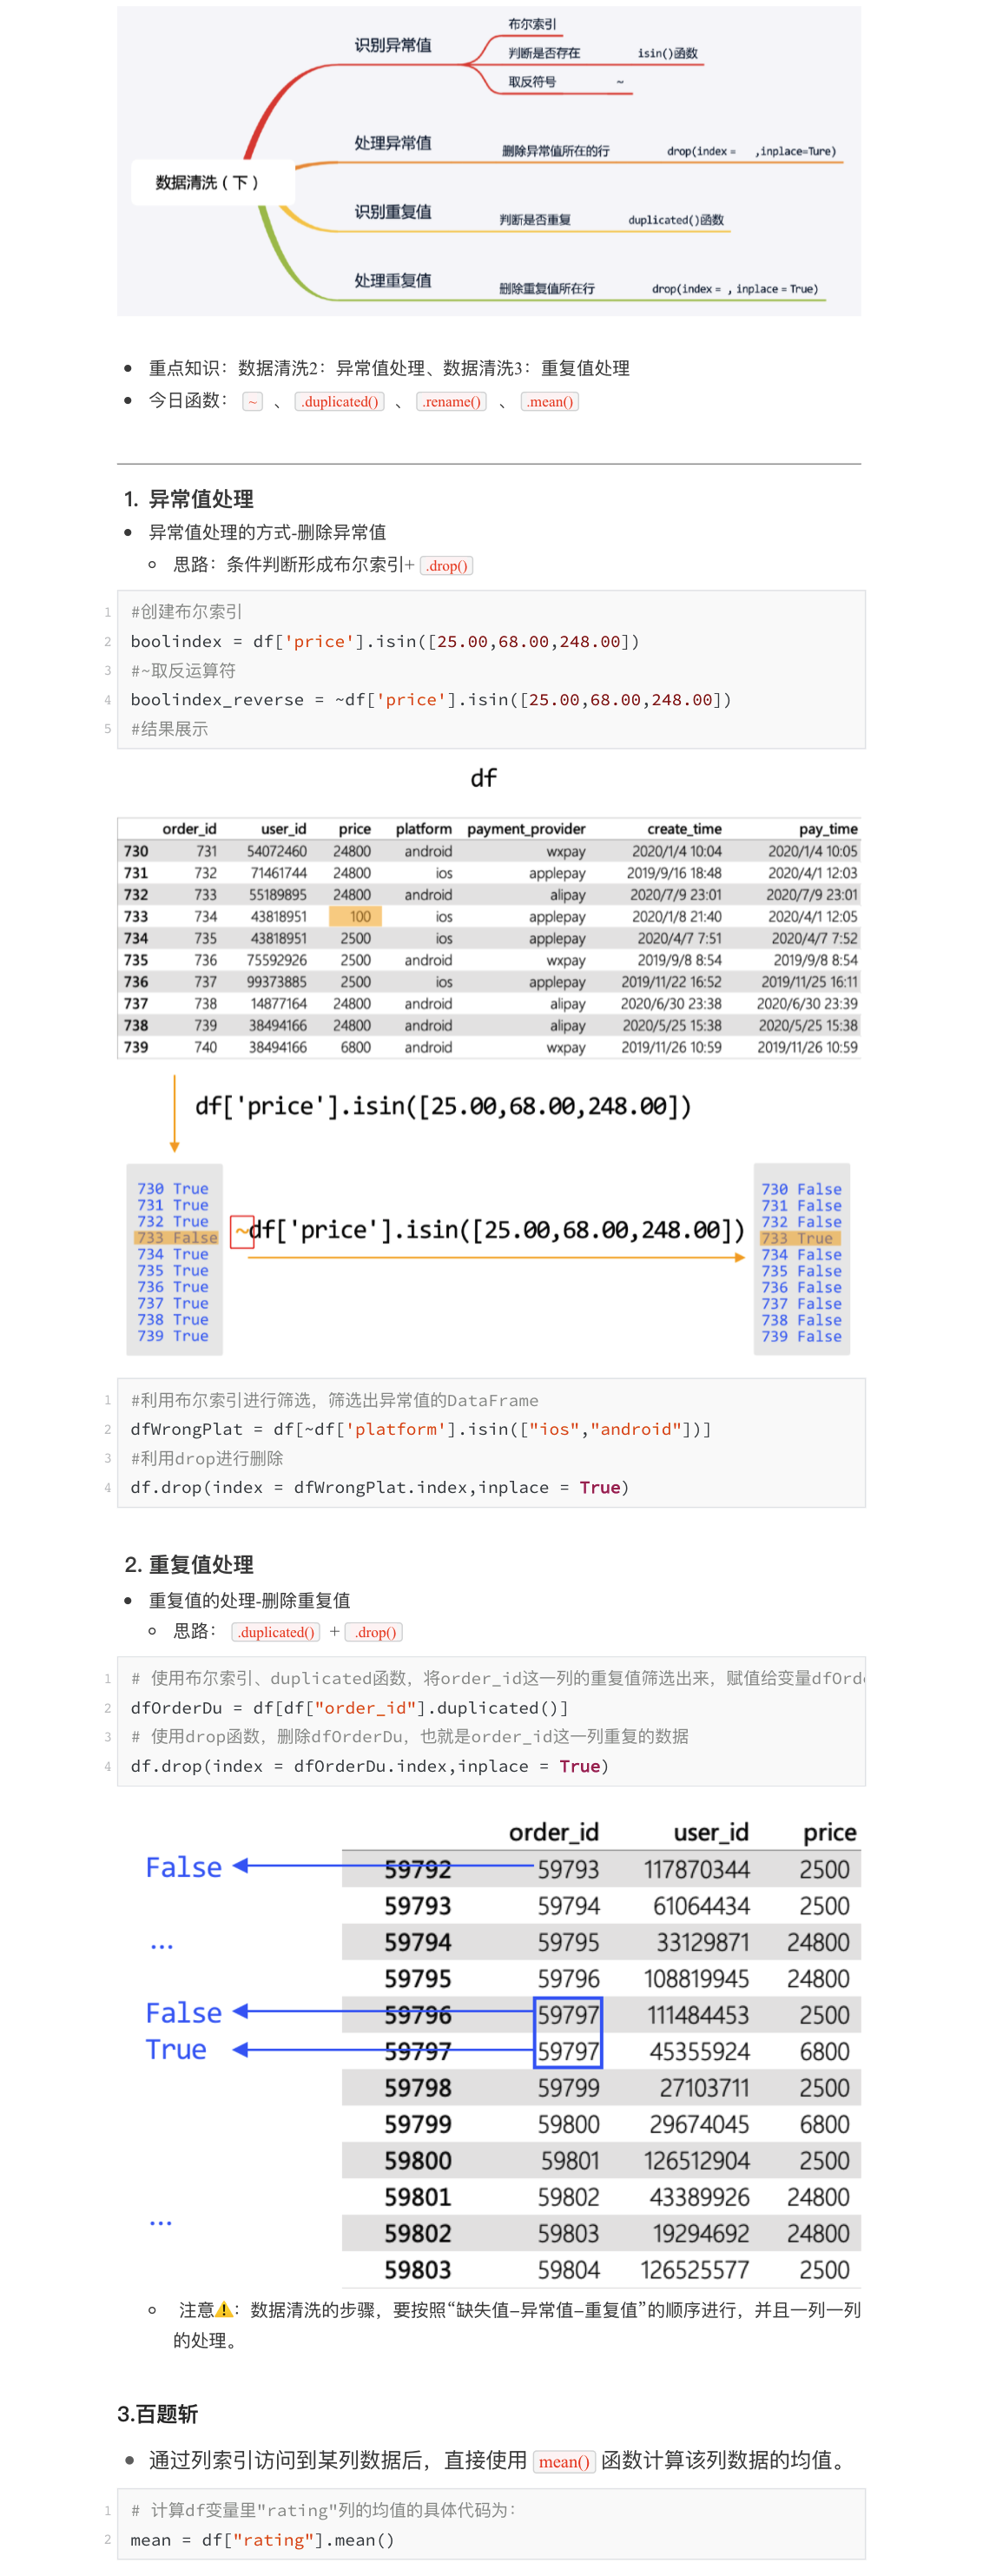 数据清洗（下）
识别异常值
布尔索引
判断是否存在 isin()函数
取反符号 ~
处理异常值 删除异常值所在的行 drop(index = ,inplace=Ture)
识别重复值 判断是否重复 duplicated()函数
处理重复值 删除重复值所在行 drop(index = , inplace = True)
● 重点知识：数据清洗2：异常值处理、数据清洗3：重复值处理
● 今日函数： ~ 、 .duplicated() 、 .rename() 、 .mean()
1. 异常值处理
● 异常值处理的方式-删除异常值
○ 思路：条件判断形成布尔索引+ .drop()
1 #创建布尔索引
2 boolindex = df['price'].isin([25.00,68.00,248.00])
3 #~取反运算符
4 boolindex_reverse = ~df['price'].isin([25.00,68.00,248.00])
5 #结果展示
df
order_id user_id price platform payment_provider create_time pay_time
730 731 54072460 24800 android wxpay 2020/1/4 10:04 2020/1/4 10:05
731 732 71461744 24800 ios applepay 2019/9/16 18:48 2020/4/1 12:03
732 733 55189895 24800 android alipay 2020/7/9 23:01 2020/7/9 23:01
733 734 43818951 100 ios applepay 2020/1/8 21:40 2020/4/1 12:05
734 735 43818951 2500 ios applepay 2020/4/7 7:51 2020/4/7 7:52
735 736 75592926 2500 android wxpay 2019/9/8 8:54 2019/9/8 8:54
736 737 99373885 2500 ios applepay 2019/11/22 16:52 2019/11/25 16:11
737 738 14877164 24800 android alipay 2020/6/30 23:38 2020/6/30 23:39
738 739 38494166 24800 android alipay 2020/5/25 15:38 2020/5/25 15:38
739 740 38494166 6800 android wxpay 2019/11/26 10:59 2019/11/26 10:59
df['price'].isin([25.00,68.00,248.00])
730 True
731 True
732 True
733 False
734 True
735 True
736 True
737 True
738 True
739 True
~df['price'].isin([25.00,68.00,248.00])
730 False
731 False
732 False
733 True
734 False
735 False
736 False
737 False
738 False
739 False
1 #利用布尔索引进行筛选，筛选出异常值的DataFrame
2 dfWrongPlat = df[~df['platform'].isin(["ios","android"])]
3 #利用drop进行删除
4 df.drop(index = dfWrongPlat.index,inplace = True)
2. 重复值处理
● 重复值的处理-删除重复值
○ 思路： .duplicated() + .drop()
1 # 使用布尔索引、duplicated函数，将order_id这一列的重复值筛选出来，赋值给变量dfOrde
2 dfOrderDu = df[df["order_id"].duplicated()]
3 # 使用drop函数，删除dfOrderDu，也就是order_id这一列重复的数据
4 df.drop(index = dfOrderDu.index,inplace = True)
order_id user_id price
False 59792 59793 117870344 2500
59793 59794 61064434 2500
... 59794 59795 33129871 24800
59795 59796 108819945 24800
False 59796 59797 111484453 2500
True 59797 59797 45355924 6800
59798 59799 27103711 2500
59799 59800 29674045 6800
59800 59801 126512904 2500
59801 59802 43389926 24800
... 59802 59803 19294692 24800
59803 59804 126525577 2500
○ 注意⚠️：数据清洗的步骤，要按照“缺失值–异常值–重复值”的顺序进行，并且一列一列
的处理。
3.百题斩
● 通过列索引访问到某列数据后，直接使用 mean() 函数计算该列数据的均值。
1 # 计算df变量里"rating"列的均值的具体代码为：
2 mean = df["rating"].mean()